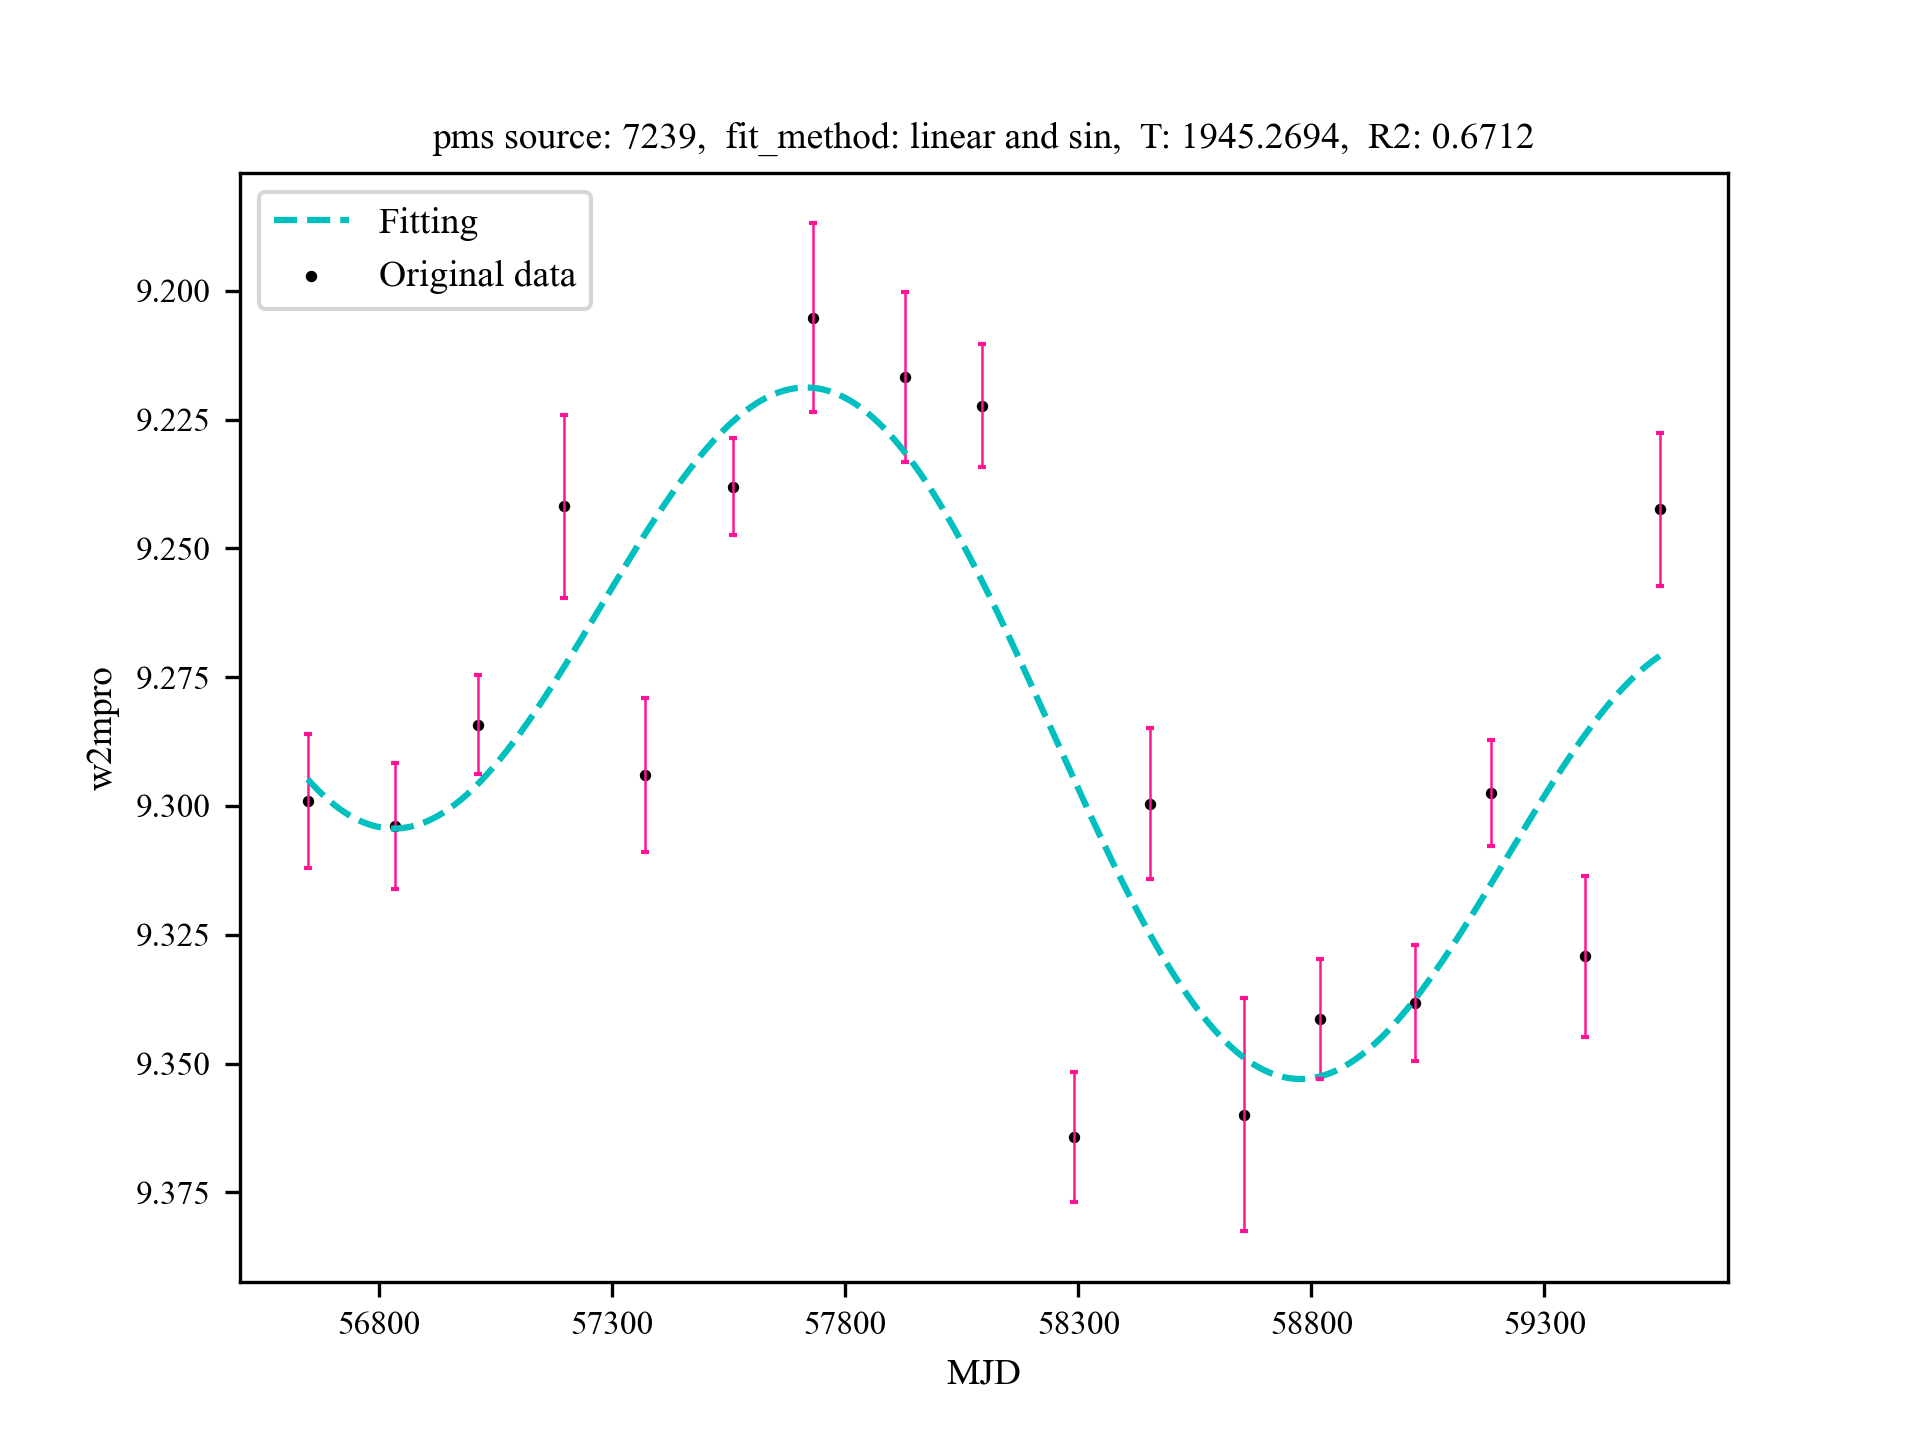 pms source: 7239, fit_method: linear and sin, T: 1945.2694, R2: 0.6712
Fitting
Original data
9.200
9.225
9.250
9.275
9.300
9.325
9.350
9.375
w2mpro
56800 57300 57800 58300 58800 59300
MJD